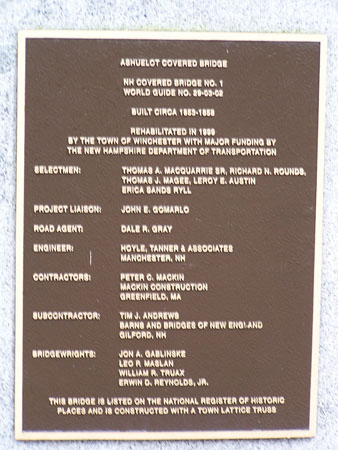 ASHUELOT COVERED BRIDGE
NH COVERED BRIDGE NO. 1
WORLD GUIDE NO. 29-03-02
BUILT CIRCA 1853-1858
REHABILITATED IN 1999
BY THE TOWN OF WINCHESTER WITH MAJOR FUNDING BY
THE NEW HAMPSHIRE DEPARTMENT OF TRANSPORTATION
SELECTMEN: THOMAS A. MACQUARRIE SR, RICHARD N. ROUNDS,
THOMAS J. MAGEE, LEROY E. AUSTIN
ERICA SANDS RYLL
PROJECT LIAISON: JOHN E. GOMARLO
ROAD AGENT: DALE R. GRAY
ENGINEER: HOYLE, TANNER & ASSOCIATES
MANCHESTER, NH
CONTRACTORS: PETER C. MACKIN
MACKIN CONSTRUCTION
GREENFIELD, MA
SUBCONTRACTOR: TIM J. ANDREWS
BARNS AND BRIDGES OF NEW ENGLAND
GILFORD, NH
BRIDGEWRIGHTS: JON A. GABLINSKE
LEO P. MASLAN
WILLIAM R. TRUAX
ERWIN D. REYNOLDS, JR.
THIS BRIDGE IS LISTED ON THE NATIONAL REGISTER OF HISTORIC
PLACES AND IS CONSTRUCTED WITH A TOWN LATTICE TRUSS